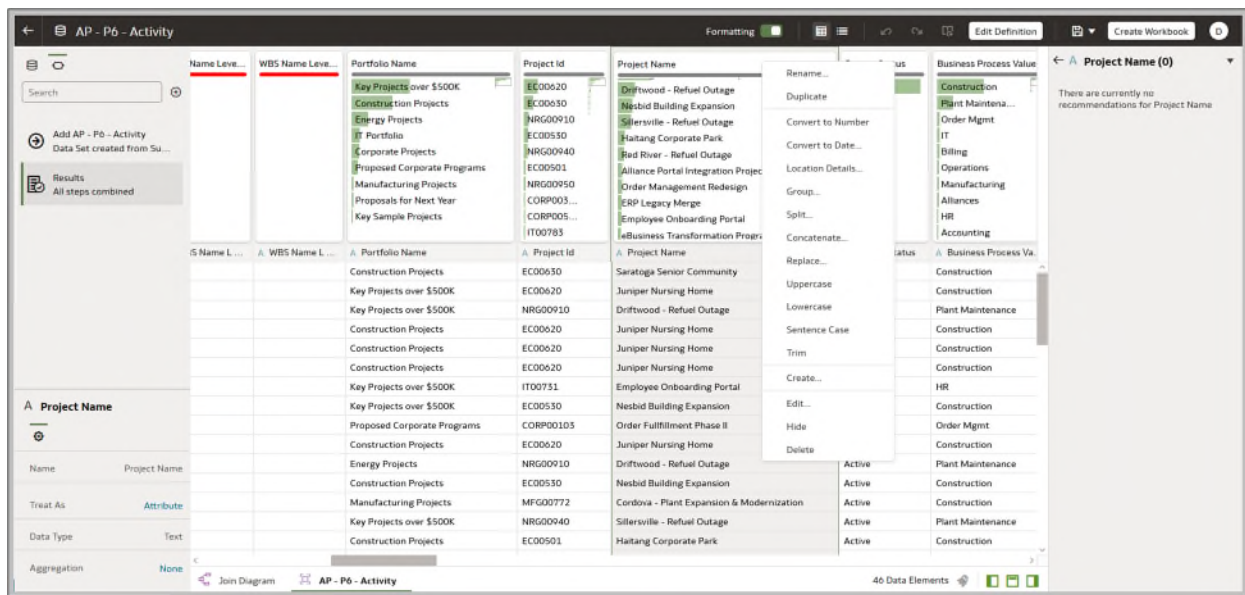 AP - P6 - Activity
Formatting
Edit Definition
Create Workbook
D
Search
Add AP - P6 - Activity
Data Set created from Su...
Results
All steps combined
A Project Name
Name Project Name
Treat As Attribute
Data Type Text
Aggregation None
Name Leve... WBS Name Leve... Portfolio Name Project Id Project Name Business Process Value
Key Projects over $500K EC00620 Driftwood - Refuel Outage Construction
Construction Projects EC00630 Nesbid Building Expansion Plant Maintena...
Energy Projects NRG00910 Sillersville - Refuel Outage Order Mgmt
IT Portfolio EC00530 Haitang Corporate Park IT
Corporate Projects NRG00940 Red River - Refuel Outage Billing
Proposed Corporate Programs EC00501 Alliance Portal Integration Projec Operations
Manufacturing Projects NRG00950 Order Management Redesign Manufacturing
Proposals for Next Year CORP003... ERP Legacy Merge Alliances
Key Sample Projects CORP005... Employee Onboarding Portal HR
IT00783 eBusiness Transformation Progra Accounting
Rename...
Duplicate
Convert to Number
Convert to Date...
Location Details...
Group...
Split...
Concatenate...
Replace...
Uppercase
Lowercase
Sentence Case
Trim
Create...
Edit...
Hide
Delete
S Name L ... A WBS Name L ... A Portfolio Name A Project Id A Project Name tatus A Business Process Va.
Construction Projects EC00630 Saratoga Senior Community Construction
Key Projects over $500K EC00620 Juniper Nursing Home Construction
Key Projects over $500K NRG00910 Driftwood - Refuel Outage Plant Maintenance
Construction Projects EC00620 Juniper Nursing Home Construction
Construction Projects EC00620 Juniper Nursing Home Construction
Construction Projects EC00620 Juniper Nursing Home Construction
Key Projects over $500K IT00731 Employee Onboarding Portal HR
Key Projects over $500K EC00530 Nesbid Building Expansion Construction
Proposed Corporate Programs CORP00103 Order Fullfillment Phase II Order Mgmt
Construction Projects EC00620 Juniper Nursing Home Construction
Energy Projects NRG00910 Driftwood - Refuel Outage Active Plant Maintenance
Construction Projects EC00530 Nesbid Building Expansion Active Construction
Manufacturing Projects MFG00772 Cordova - Plant Expansion & Modernization Active Construction
Key Projects over $500K NRG00940 Sillersville - Refuel Outage Active Plant Maintenance
Construction Projects EC00501 Haitang Corporate Park Active Construction
Join Diagram AP - P6 - Activity 46 Data Elements
A Project Name (0)
There are currently no
recommendations for Project Name